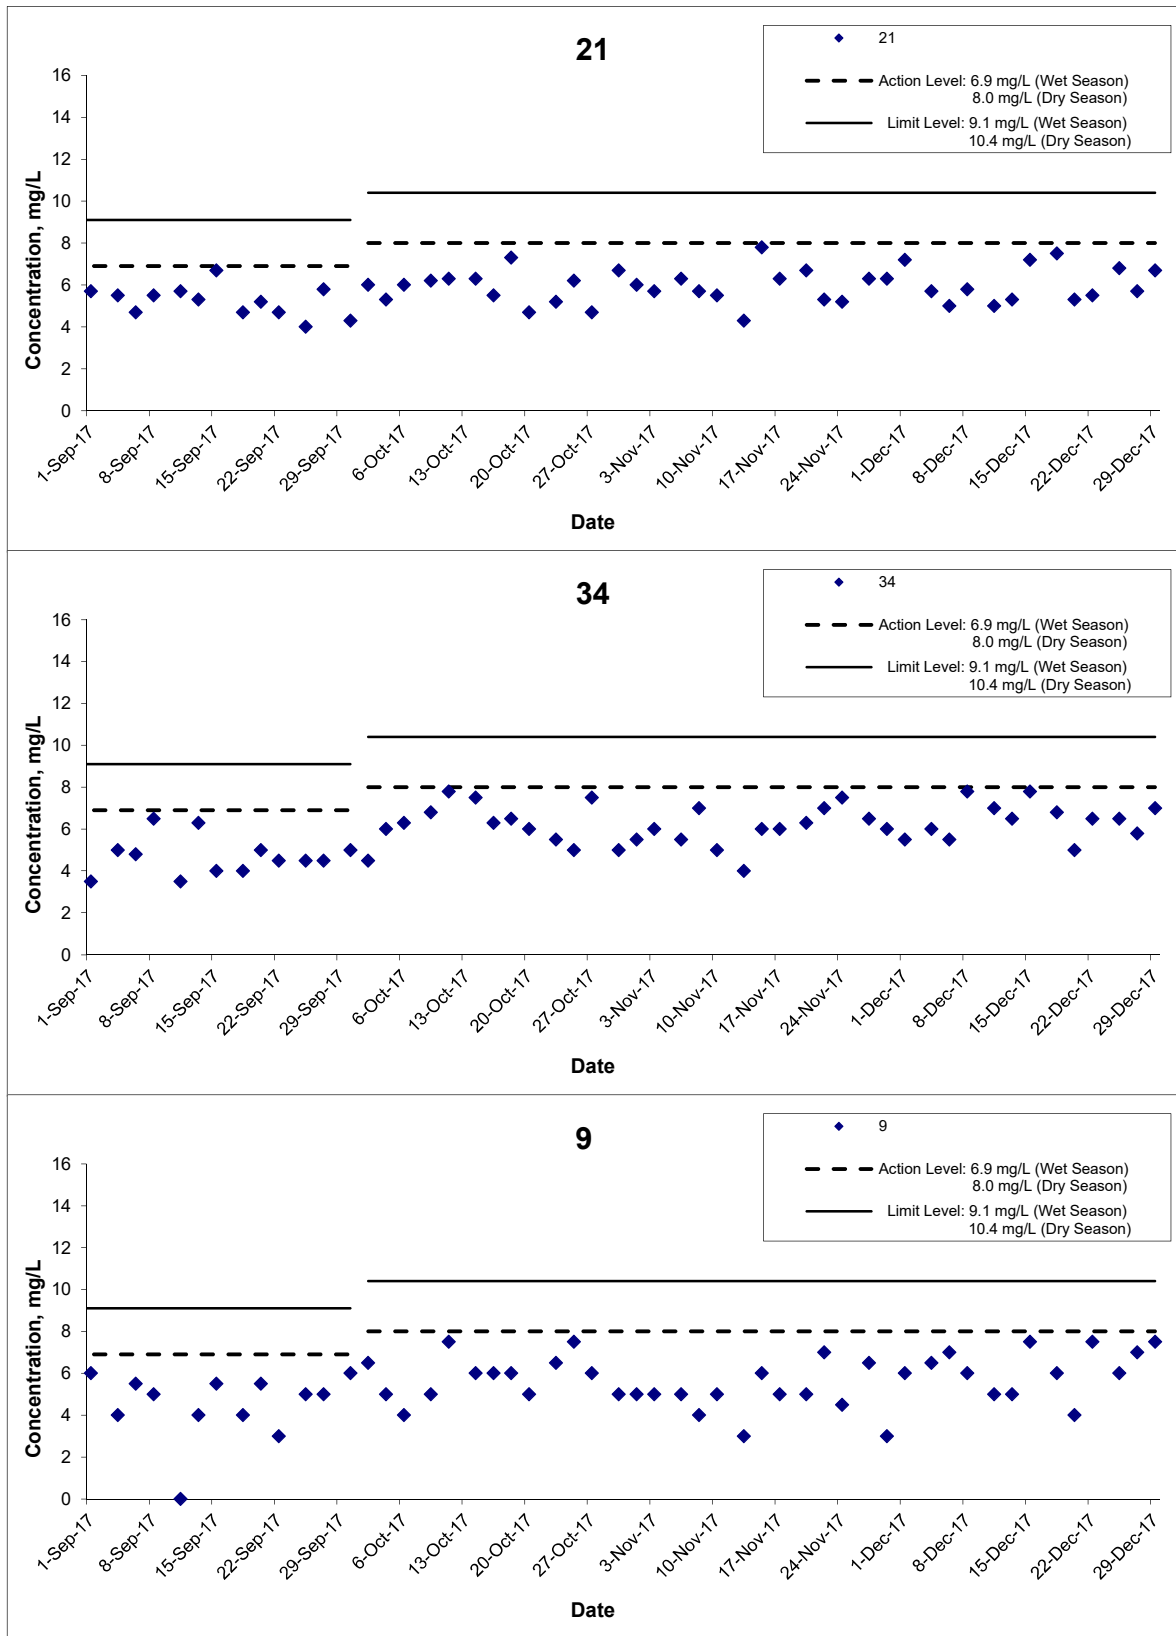 21
21
Action Level: 6.9 mg/L (Wet Season)
8.0 mg/L (Dry Season)
Limit Level: 9.1 mg/L (Wet Season)
10.4 mg/L (Dry Season)
Concentration, mg/L
16
14
12
10
8
6
4
2
0
1-Sep-17
8-Sep-17
15-Sep-17
22-Sep-17
29-Sep-17
6-Oct-17
13-Oct-17
20-Oct-17
27-Oct-17
3-Nov-17
10-Nov-17
17-Nov-17
24-Nov-17
1-Dec-17
8-Dec-17
15-Dec-17
22-Dec-17
29-Dec-17
Date
34
34
Action Level: 6.9 mg/L (Wet Season)
8.0 mg/L (Dry Season)
Limit Level: 9.1 mg/L (Wet Season)
10.4 mg/L (Dry Season)
Concentration, mg/L
16
14
12
10
8
6
4
2
0
1-Sep-17
8-Sep-17
15-Sep-17
22-Sep-17
29-Sep-17
6-Oct-17
13-Oct-17
20-Oct-17
27-Oct-17
3-Nov-17
10-Nov-17
17-Nov-17
24-Nov-17
1-Dec-17
8-Dec-17
15-Dec-17
22-Dec-17
29-Dec-17
Date
9
9
Action Level: 6.9 mg/L (Wet Season)
8.0 mg/L (Dry Season)
Limit Level: 9.1 mg/L (Wet Season)
10.4 mg/L (Dry Season)
Concentration, mg/L
16
14
12
10
8
6
4
2
0
1-Sep-17
8-Sep-17
15-Sep-17
22-Sep-17
29-Sep-17
6-Oct-17
13-Oct-17
20-Oct-17
27-Oct-17
3-Nov-17
10-Nov-17
17-Nov-17
24-Nov-17
1-Dec-17
8-Dec-17
15-Dec-17
22-Dec-17
29-Dec-17
Date